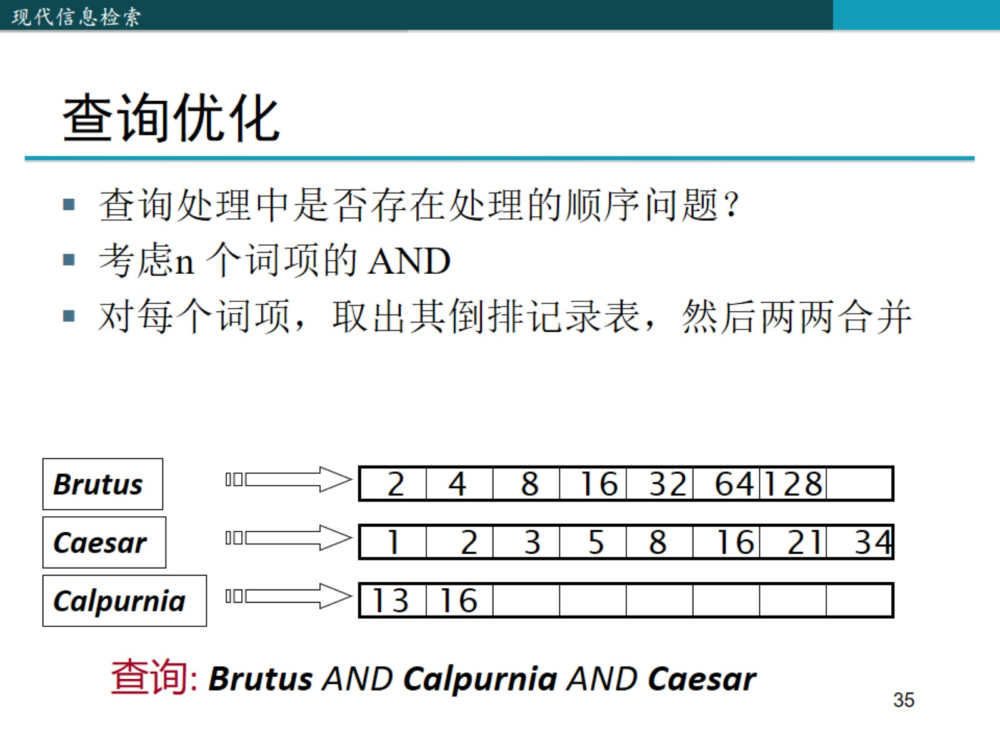 现代信息检索
查询优化
查询处理中是否存在处理的顺序问题?
考虑n 个词项的 AND
对每个词项，取出其倒排记录表，然后两两合并
Brutus 2 4 8 16 32 64 128
Caesar 1 2 3 5 8 16 21 34
Calpurnia 13 16
查询: Brutus AND Calpurnia AND Caesar
35